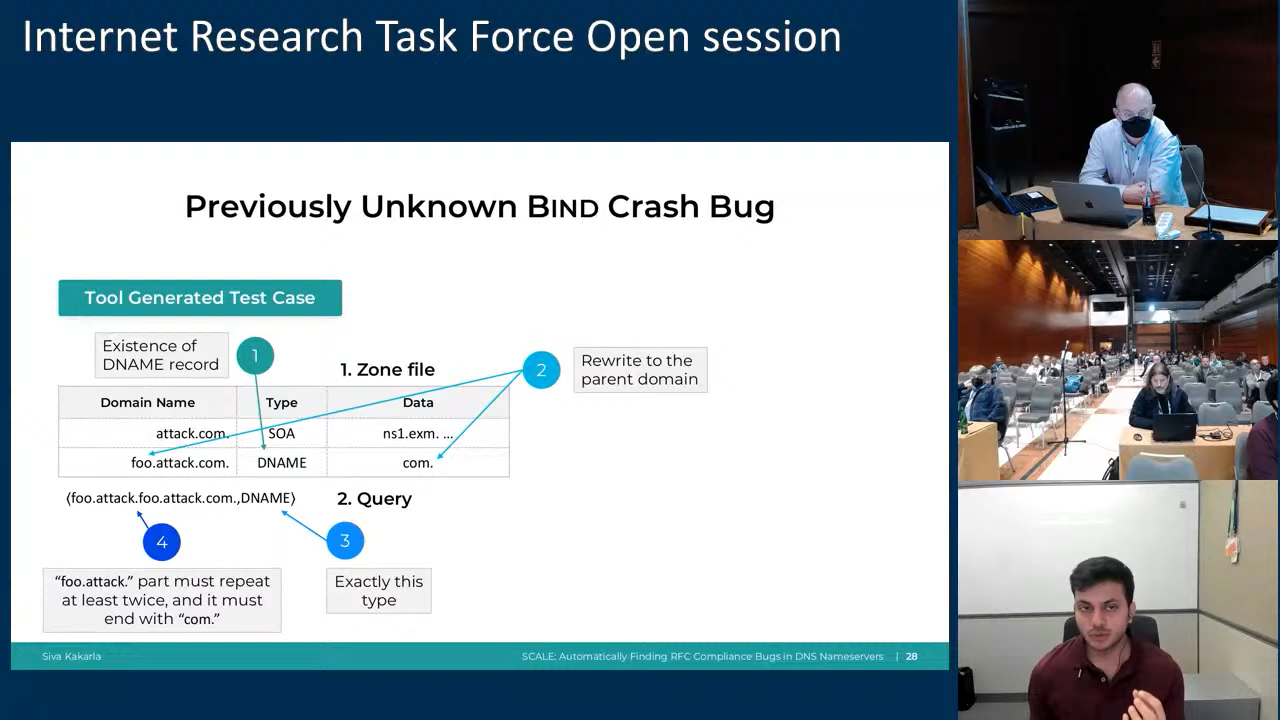 Internet Research Task Force Open session
Previously Unknown BIND Crash Bug
Tool Generated Test Case
Existence of
DNAME record
1
1. Zone file
2
Rewrite to the
parent domain
Domain Name Type Data
attack.com. SOA ns1.exm. ...
foo.attack.com. DNAME com.
⟨foo.attack.foo.attack.com.,DNAME⟩ 2. Query
4
3
"foo.attack." part must repeat
at least twice, and it must
end with "com."
Exactly this
type
Siva Kakarla
SCALE: Automatically Finding RFC Compliance Bugs in DNS Nameservers | 28